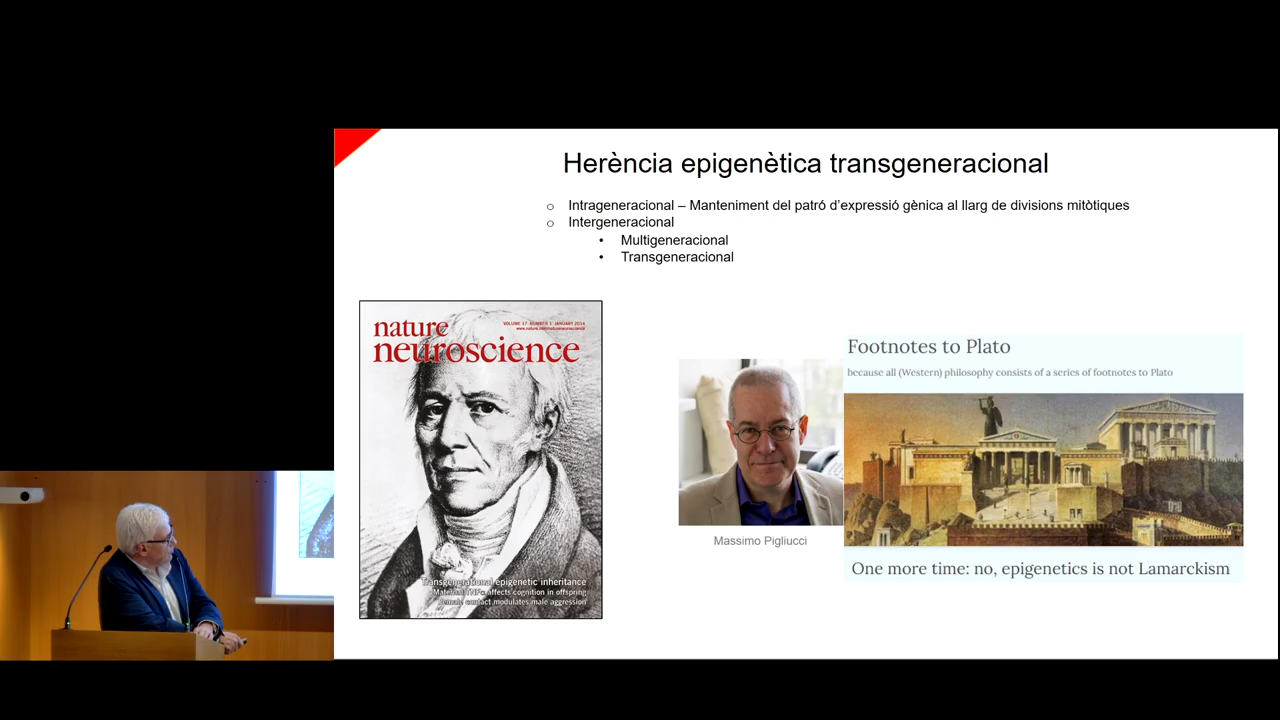 Herència epigenètica transgeneracional
o Intrageneracional – Manteniment del patró d'expressió gènica al llarg de divisions mitòtiques
o Intergeneracional
• Multigeneracional
• Transgeneracional
nature
neuroscience
VOLUME 17 NUMBER 1 JANUARY 2014
www.nature.com/natureneuroscience
Transgenerational epigenetic inheritance
Maternal TNFα affects cognition in offspring
Female contact modulates male aggression
Massimo Pigliucci
Footnotes to Plato
because all (Western) philosophy consists of a series of footnotes to Plato
One more time: no, epigenetics is not Lamarckism